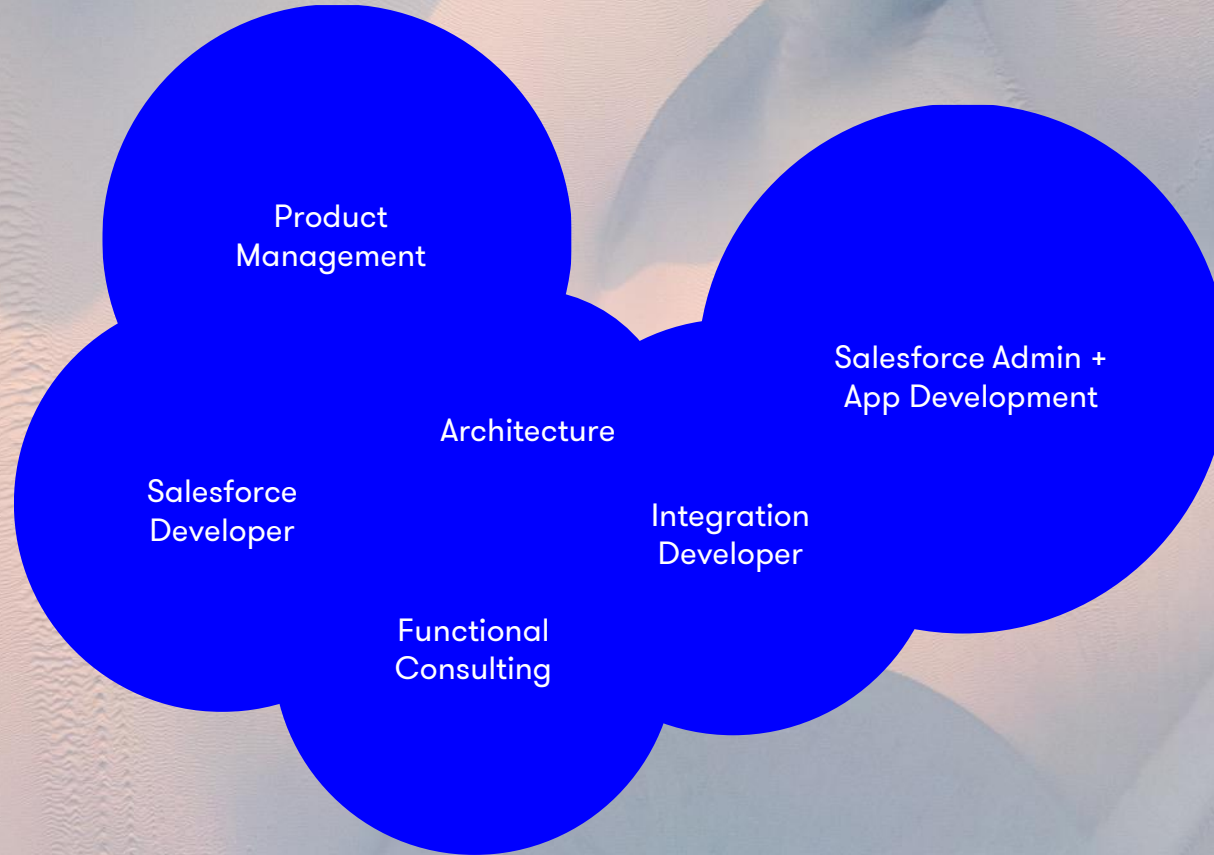 Product
Management
Salesforce Admin +
App Development
Architecture
Salesforce
Developer
Integration
Developer
Functional
Consulting